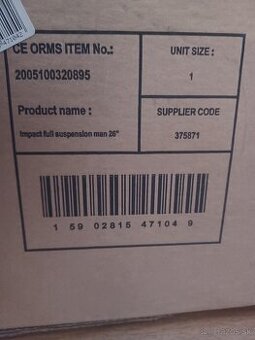 CE ORMS ITEM No.:
2005100320895
UNIT SIZE :
1
Product name :
Impact full suspension man 26"
SUPPLIER CODE
375871
1 59 02815 47104 9